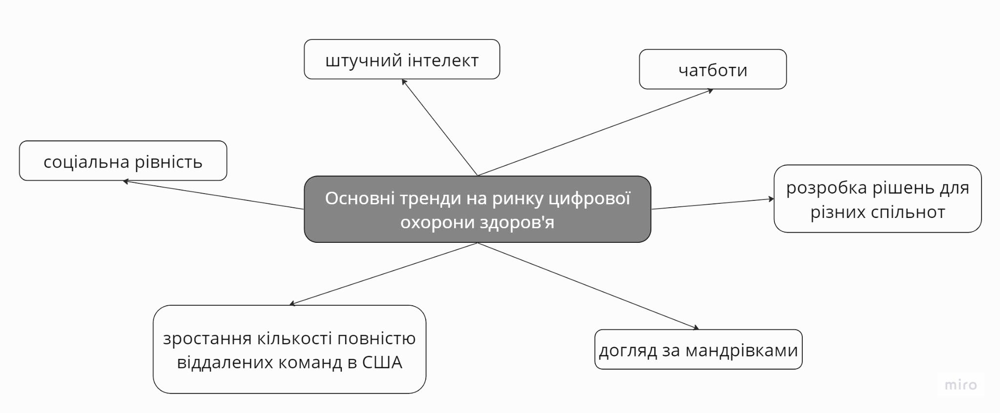 штучний інтелект
чатботи
соціальна рівність
Основні тренди на ринку цифрової
охорони здоров'я
розробка рішень для
різних спільнот
зростання кількості повністю
віддалених команд в США
догляд за мандрівками
miro